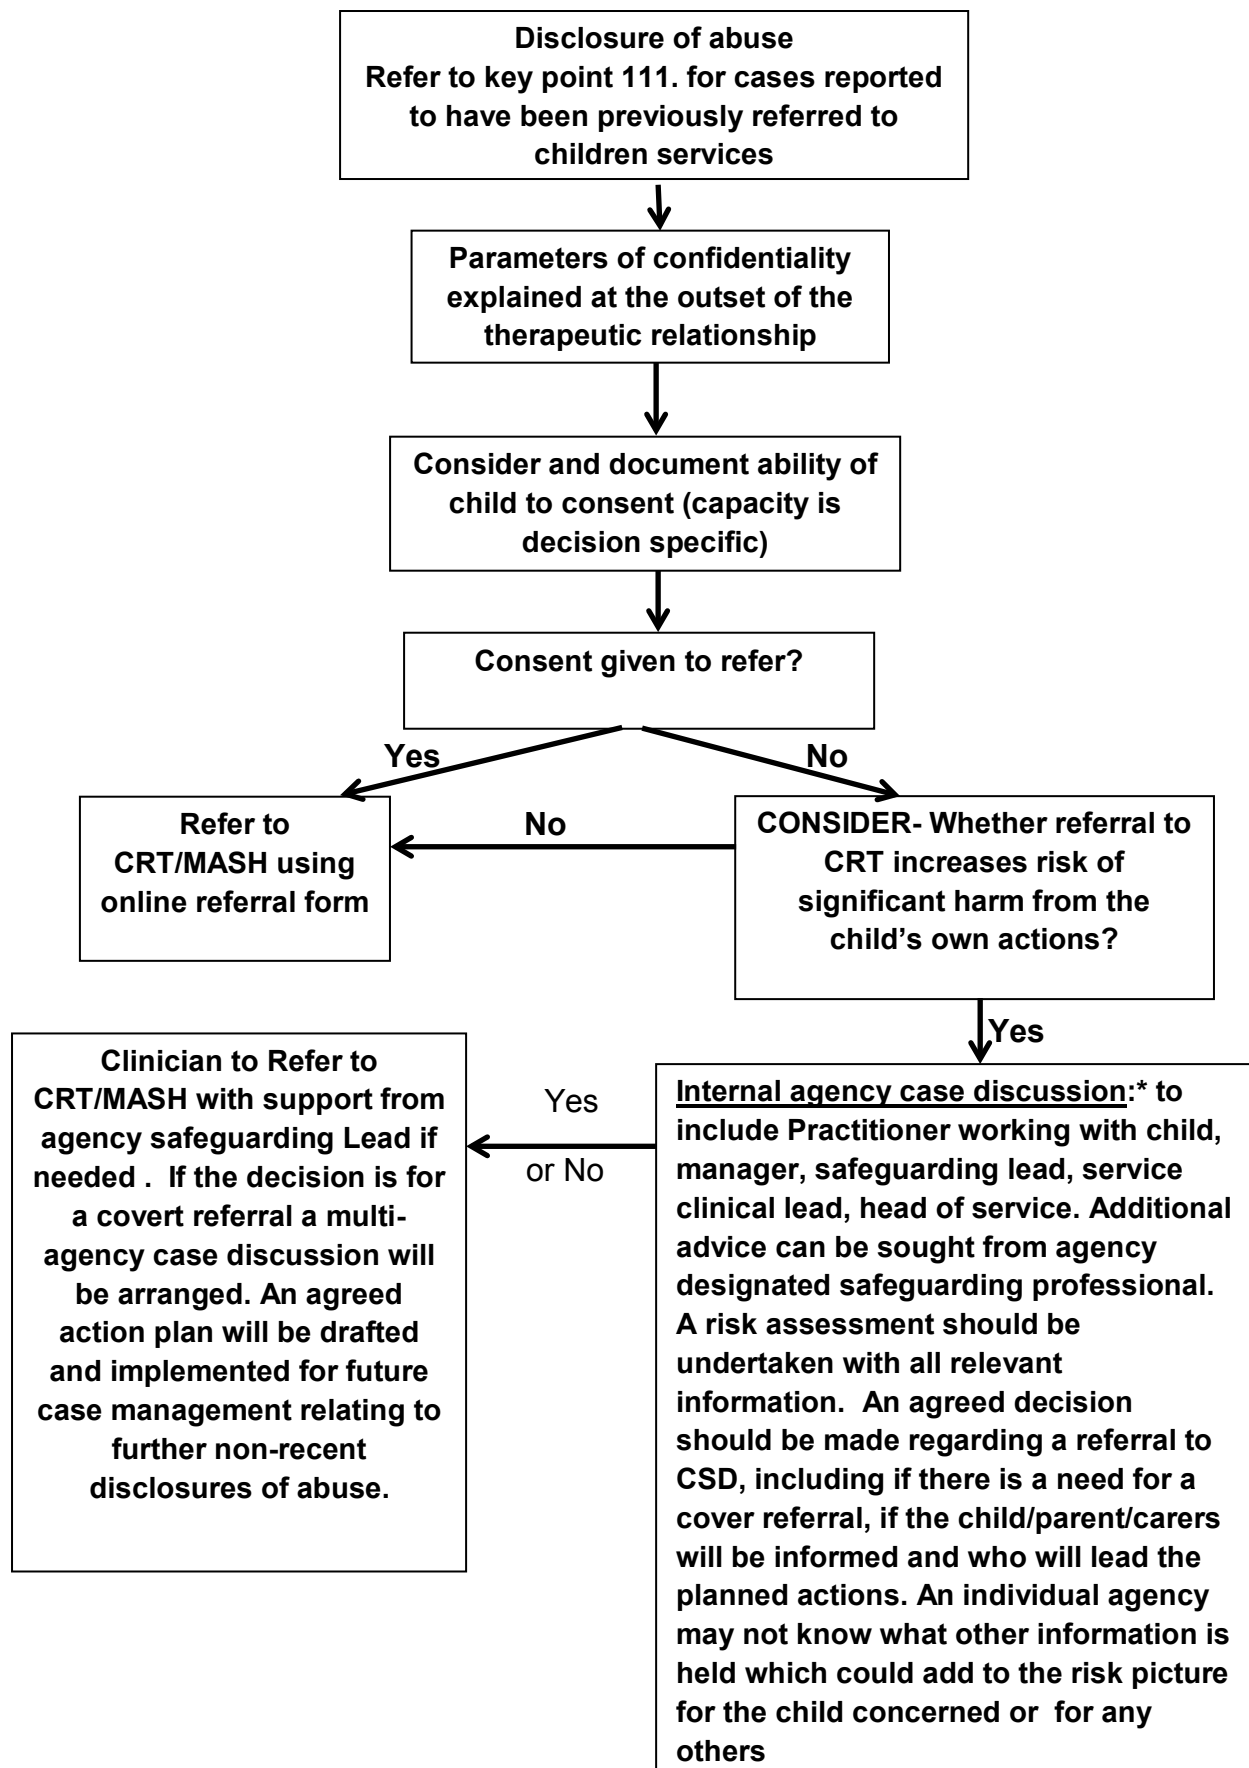 Disclosure of abuse
Refer to key point 111. for cases reported
to have been previously referred to
children services
Parameters of confidentiality
explained at the outset of the
therapeutic relationship
Consider and document ability of
child to consent (capacity is
decision specific)
Consent given to refer?
Yes
No
Refer to
CRT/MASH using
online referral form
No
CONSIDER- Whether referral to
CRT increases risk of
significant harm from the
child's own actions?
Yes
Clinician to Refer to
CRT/MASH with support from
agency safeguarding Lead if
needed .  If the decision is for
a covert referral a multi-
agency case discussion will
be arranged. An agreed
action plan will be drafted
and implemented for future
case management relating to
further non-recent
disclosures of abuse.
Yes
or No
Internal agency case discussion:* to
include Practitioner working with child,
manager, safeguarding lead, service
clinical lead, head of service. Additional
advice can be sought from agency
designated safeguarding professional.
A risk assessment should be
undertaken with all relevant
information.  An agreed decision
should be made regarding a referral to
CSD, including if there is a need for a
cover referral, if the child/parent/carers
will be informed and who will lead the
planned actions. An individual agency
may not know what other information is
held which could add to the risk picture
for the child concerned or  for any
others